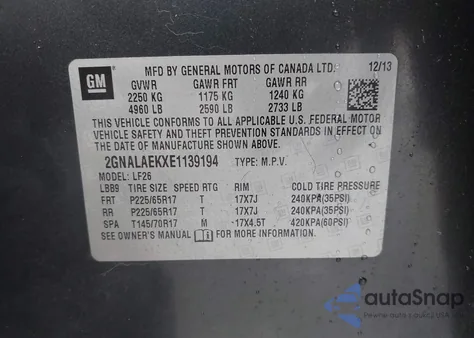 GM
MFD BY GENERAL MOTORS OF CANADA LTD. 12/13
GVWR GAWR FRT GAWR RR
2250 KG 1175 KG 1240 KG
4960 LB 2590 LB 2733 LB
THIS VEHICLE CONFORMS TO ALL APPLICABLE U.S. FEDERAL MOTOR
VEHICLE SAFETY AND THEFT PREVENTION STANDARDS IN EFFECT ON
THE DATE OF MANUFACTURE SHOWN ABOVE.
2GNALAEKXE1139194 TYPE: M.P.V.
MODEL: LF26
LBB9 TIRE SIZE SPEED RTG RIM COLD TIRE PRESSURE
FRT P225/65R17 T 17X7J 240KPA(35PSI)
RR P225/65R17 T 17X7J 240KPA(35PSI)
SPA T145/70R17 M 17X4.5T 420KPA(60PSI)
SEE OWNER'S MANUAL FOR MORE INFORMATION.
autoSnap